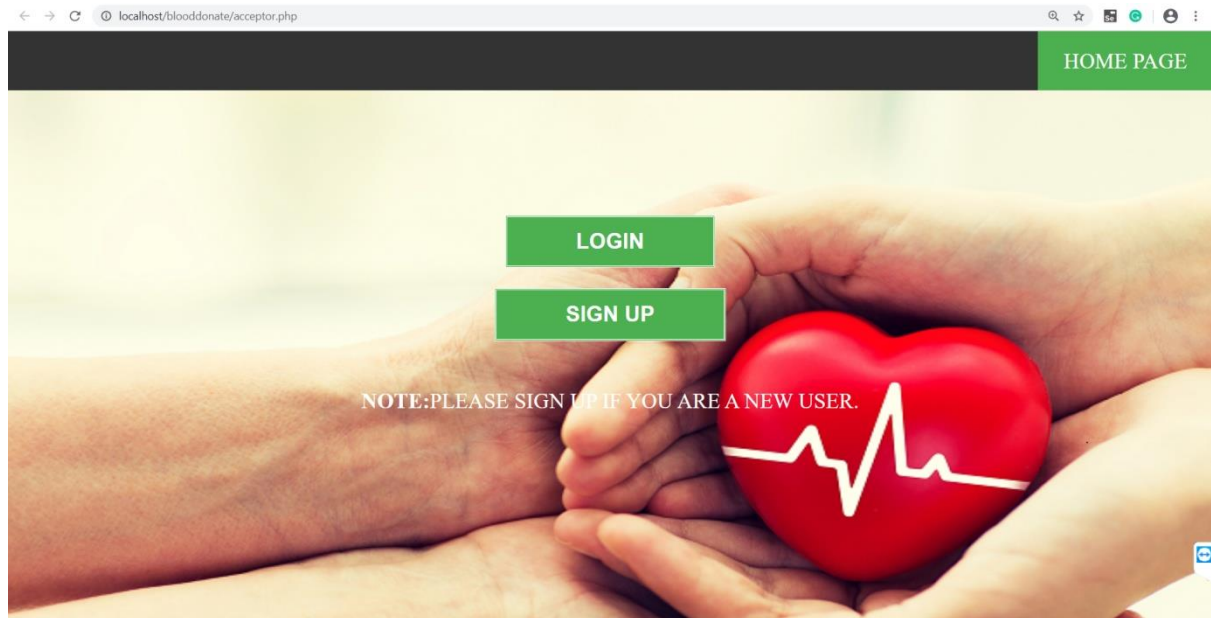 localhost/blooddonate/acceptor.php
HOME PAGE
LOGIN
SIGN UP
NOTE:PLEASE SIGN UP IF YOU ARE A NEW USER.